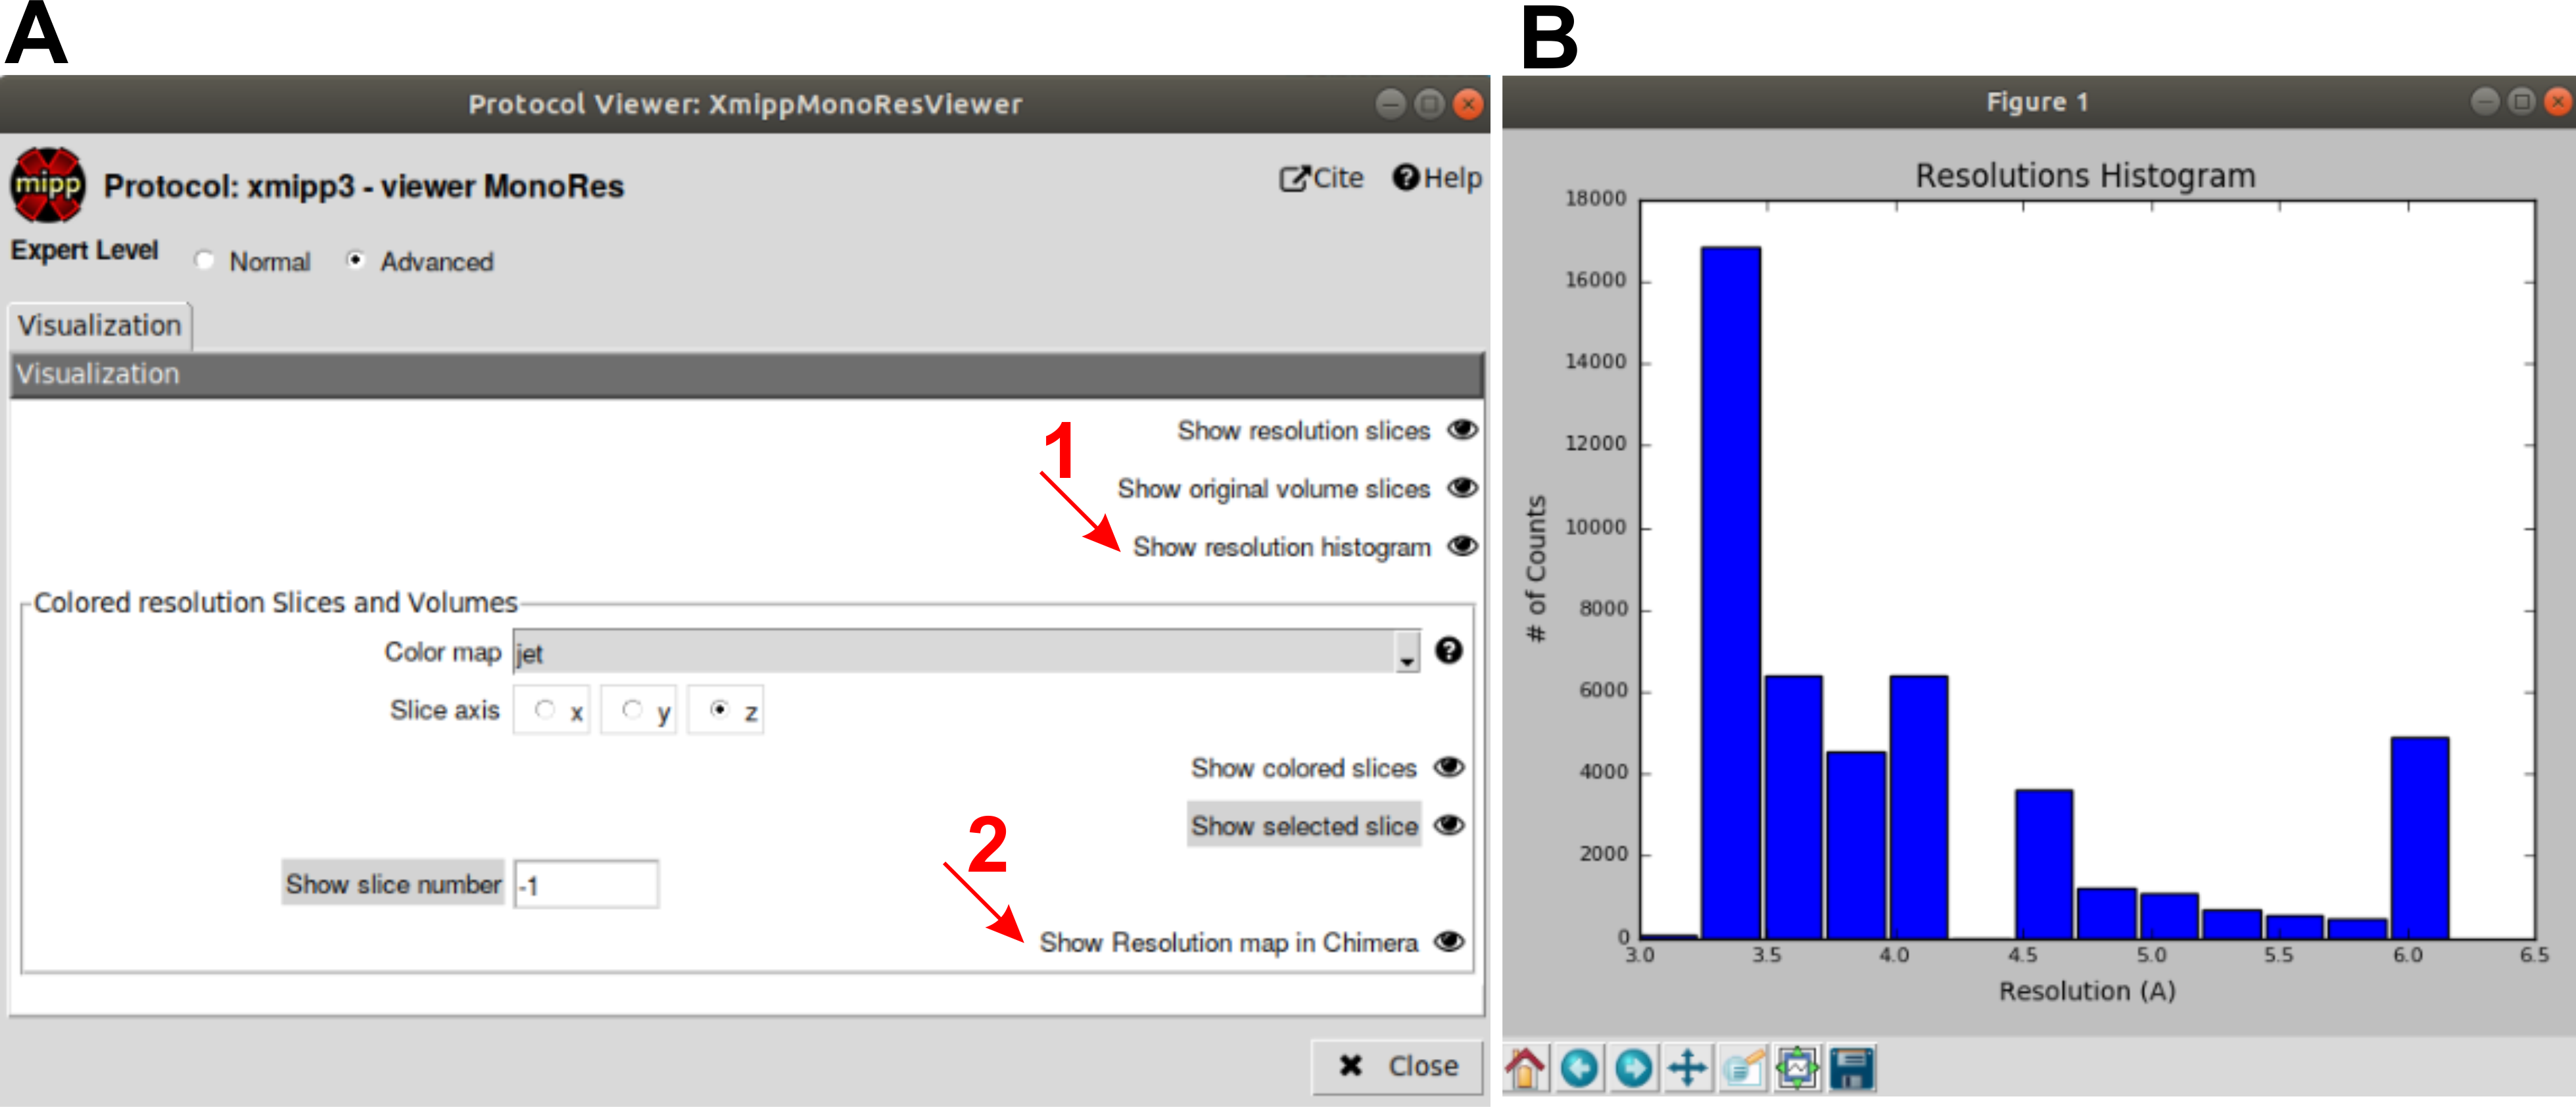 A
Protocol Viewer: XmippMonoResViewer
mipp
Protocol: xmipp3 - viewer MonoRes
Cite
Help
Expert Level
Normal
Advanced
Visualization
Visualization
Show resolution slices
1
Show original volume slices
Show resolution histogram
Colored resolution Slices and Volumes
Color map
jet
Slice axis
x
y
z
Show colored slices
Show selected slice
2
Show slice number
-1
Show Resolution map in Chimera
Close
B
Figure 1
Resolutions Histogram
18000
16000
14000
12000
10000
8000
6000
4000
2000
0
# of Counts
3.0
3.5
4.0
4.5
5.0
5.5
6.0
6.5
Resolution (A)